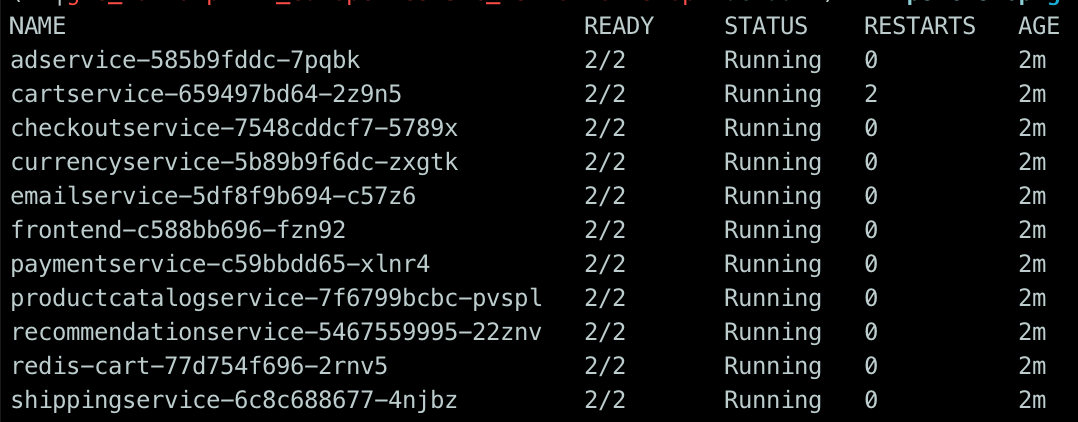 NAME READY STATUS RESTARTS AGE
adservice-585b9fddc-7pqbk 2/2 Running 0 2m
cartservice-659497bd64-2z9n5 2/2 Running 2 2m
checkoutservice-7548cddcf7-5789x 2/2 Running 0 2m
currencyservice-5b89b9f6dc-zxgtk 2/2 Running 0 2m
emailservice-5df8f9b694-c57z6 2/2 Running 0 2m
frontend-c588bb696-fzn92 2/2 Running 0 2m
paymentservice-c59bbdd65-xlnr4 2/2 Running 0 2m
productcatalogservice-7f6799bcbc-pvspl 2/2 Running 0 2m
recommendationservice-5467559995-22znv 2/2 Running 0 2m
redis-cart-77d754f696-2rnv5 2/2 Running 0 2m
shippingservice-6c8c688677-4njbz 2/2 Running 0 2m